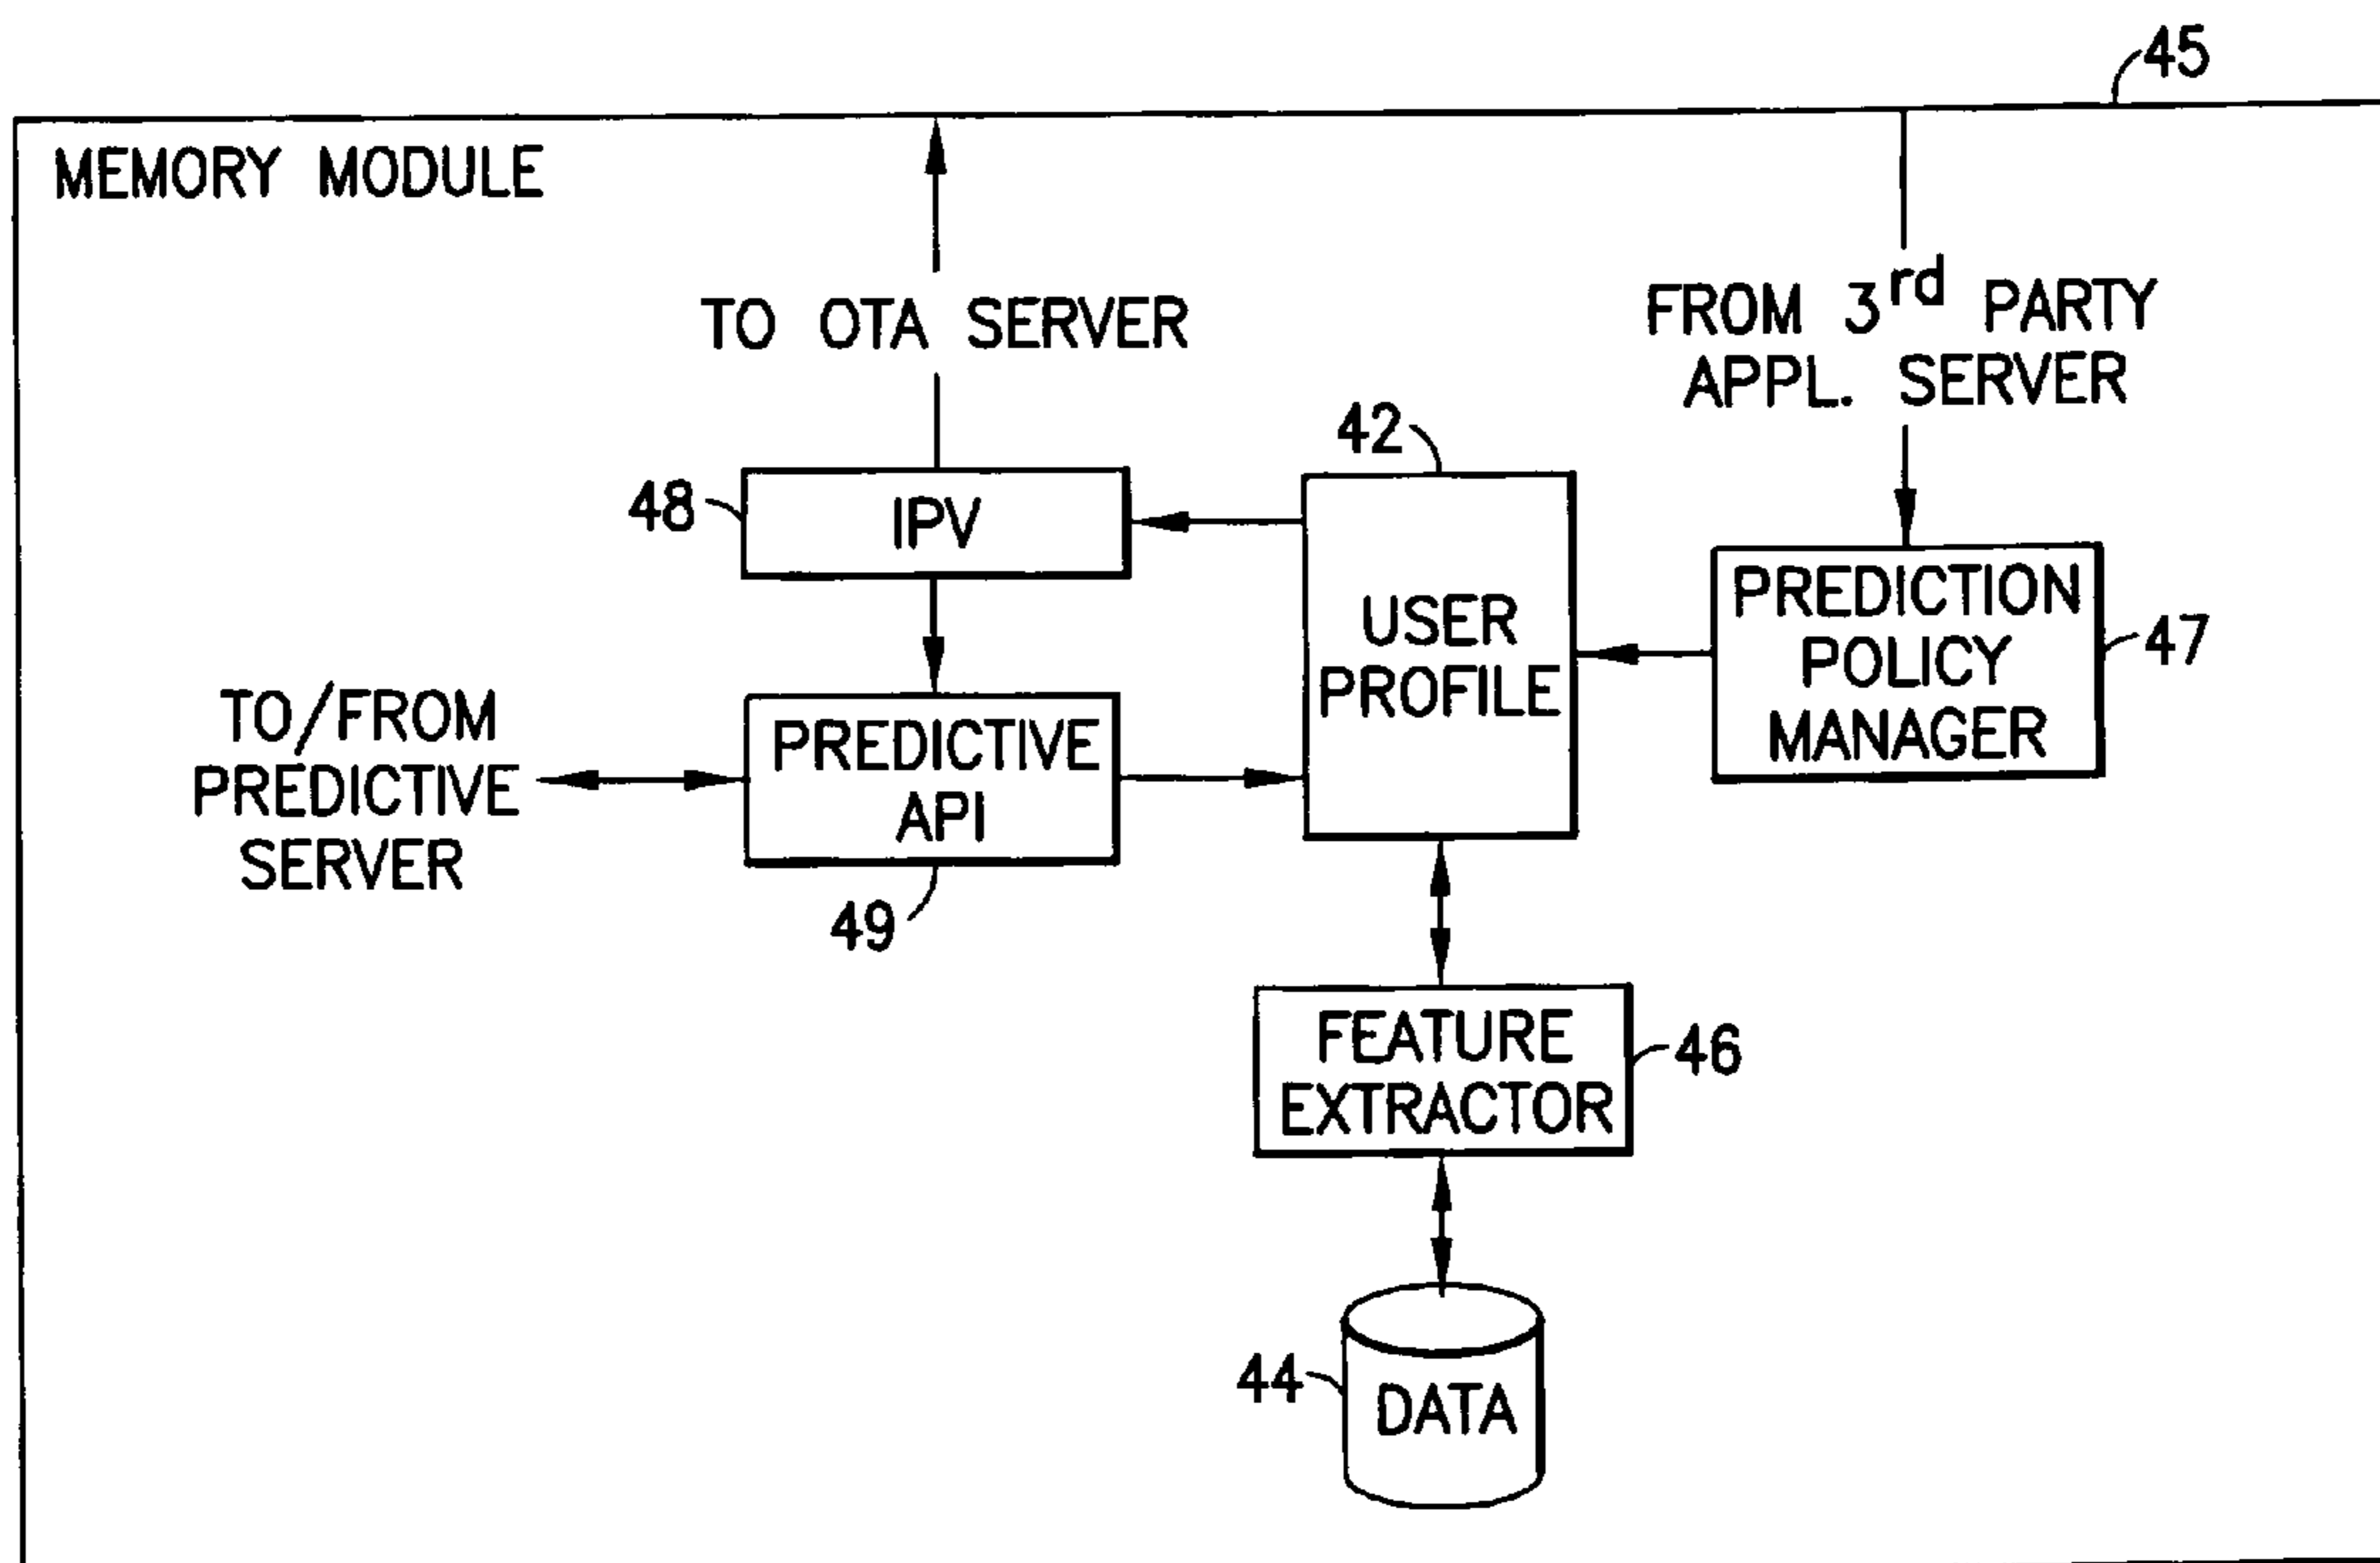 45
MEMORY MODULE
TO OTA SERVER
FROM 3rd PARTY
APPL. SERVER
42
48
IPV
USER
PROFILE
PREDICTION
POLICY
MANAGER
47
TO/FROM
PREDICTIVE
SERVER
PREDICTIVE
API
49
FEATURE
EXTRACTOR
46
44
DATA